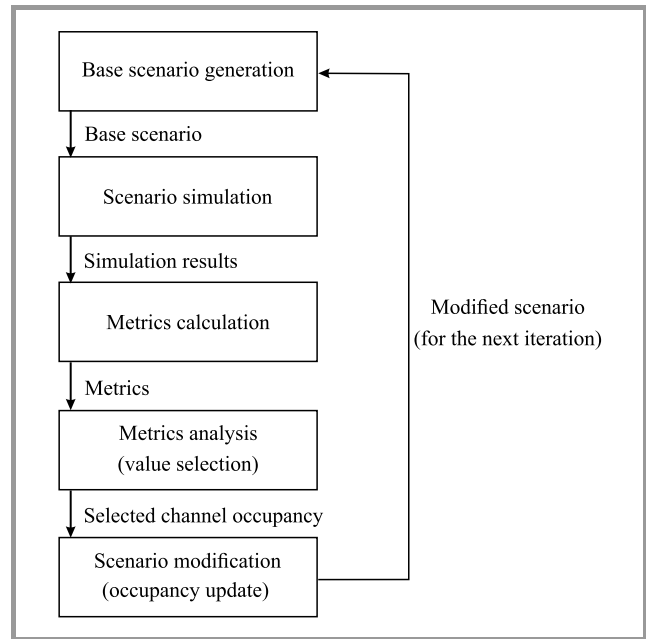 Base scenario generation
Base scenario
Scenario simulation
Simulation results
Metrics calculation
Modified scenario
(for the next iteration)
Metrics
Metrics analysis
(value selection)
Selected channel occupancy
Scenario modification
(occupancy update)